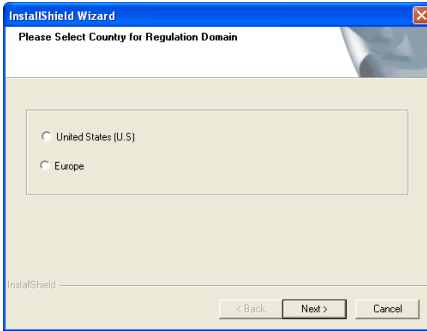 InstallShield Wizard
Please Select Country for Regulation Domain
United States (U.S)
Europe
InstallShield
< Back Next > Cancel